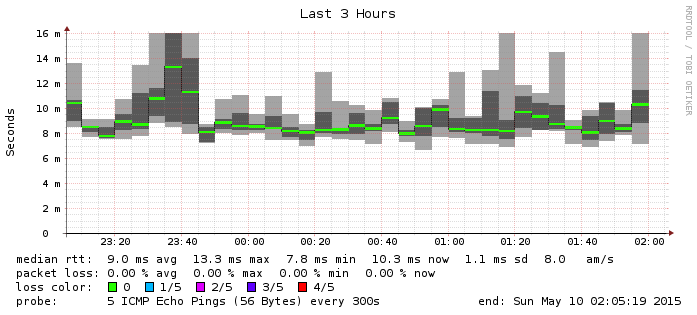 Last 3 Hours
RRDTOOL / TOBI OETIKER
Seconds
16 m
14 m
12 m
10 m
8 m
6 m
4 m
2 m
0
23:20 23:40 00:00 00:20 00:40 01:00 01:20 01:40 02:00
median rtt: 9.0 ms avg 13.3 ms max 7.8 ms min 10.3 ms now 1.1 ms sd 8.0 am/s
packet loss: 0.00 % avg 0.00 % max 0.00 % min 0.00 % now
loss color: 0 1/5 2/5 3/5 4/5
probe: 5 ICMP Echo Pings (56 Bytes) every 300s end: Sun May 10 02:05:19 2015